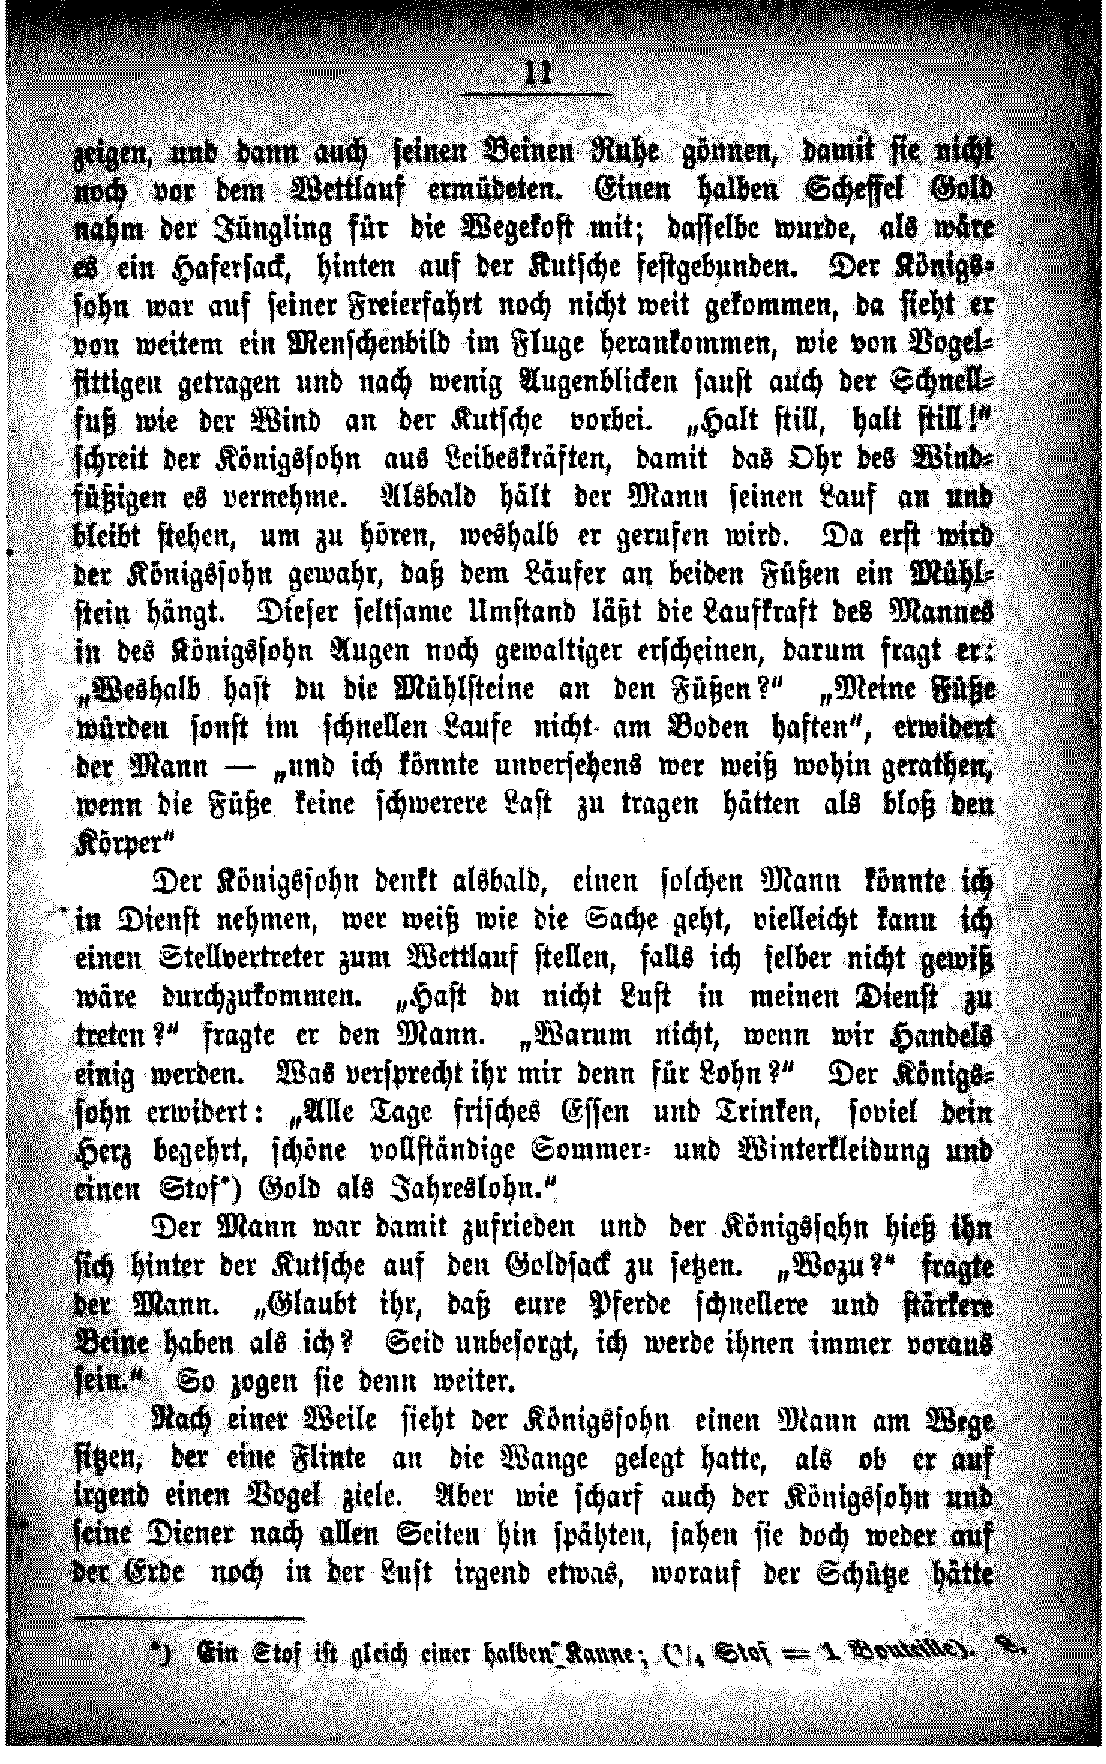 11
zeigen, und dann auch seinen Beinen Ruhe gönnen, damit sie nicht
noch vor dem Wettlauf ermüdeten. Einen halben Scheffel Gold
nahm der Jüngling für die Wegekost mit; dasselbe wurde, als wäre
es ein Hafersack, hinten auf der Kutsche festgebunden. Der Königs-
sohn war auf seiner Freierfahrt noch nicht weit gekommen, da sieht er
von weitem ein Menschenbild im Fluge herankommen, wie von Vogel-
fittigen getragen und nach wenig Augenblicken saust auch der Schnell-
fuß wie der Wind an der Kutsche vorbei. „Halt still, halt still!“
schreit der Königssohn aus Leibeskräften, damit das Ohr des Wind-
füßigen es vernehme. Alsbald hält der Mann seinen Lauf an und
bleibt stehen, um zu hören, weshalb er gerufen wird. Da erst wird
der Königssohn gewahr, daß dem Läufer an beiden Füßen ein Mühl-
stein hängt. Dieser seltsame Umstand läßt die Laufkraft des Mannes
in des Königssohn Augen noch gewaltiger erscheinen, darum fragt er:
„Weshalb hast du die Mühlsteine an den Füßen?“ „Meine Füße
würden sonst im schnellen Laufe nicht am Boden haften“, erwidert
der Mann — „und ich könnte unversehens wer weiß wohin gerathen,
wenn die Füße keine schwerere Last zu tragen hätten als bloß den
Körper“
Der Königssohn denkt alsbald, einen solchen Mann könnte ich
in Dienst nehmen, wer weiß wie die Sache geht, vielleicht kann ich
einen Stellvertreter zum Wettlauf stellen, falls ich selber nicht gewiß
wäre durchzukommen. „Hast du nicht Lust in meinen Dienst zu
treten?“ fragte er den Mann. „Warum nicht, wenn wir Handels
einig werden. Was versprecht ihr mir denn für Lohn?“ Der Königs-
sohn erwidert: „Alle Tage frisches Essen und Trinken, soviel dein
Herz begehrt, schöne vollständige Sommer- und Winterkleidung und
einen Stof*) Gold als Jahreslohn.“
Der Mann war damit zufrieden und der Königssohn hieß ihn
sich hinter der Kutsche auf den Goldsack zu setzen. „Wozu?“ fragte
der Mann. „Glaubt ihr, daß eure Pferde schnellere und stärkere
Beine haben als ich? Seid unbesorgt, ich werde ihnen immer voraus
sein.“ So zogen sie denn weiter.
Nach einer Weile sieht der Königssohn einen Mann am Wege
sitzen, der eine Flinte an die Wange gelegt hatte, als ob er auf
irgend einen Vogel ziele. Aber wie scharf auch der Königssohn und
seine Diener nach allen Seiten hin spähten, sahen sie doch weder auf
der Erde noch in der Luft irgend etwas, worauf der Schütze hätte
*) Ein Stof ist gleich einer halben Kanne; Stof = 1 Bouteille).